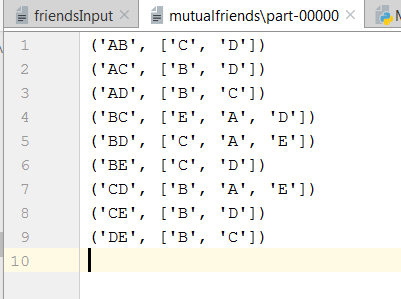 friendsInput mutualfriends\part-00000
1 ('AB', ['C', 'D'])
2 ('AC', ['B', 'D'])
3 ('AD', ['B', 'C'])
4 ('BC', ['E', 'A', 'D'])
5 ('BD', ['C', 'A', 'E'])
6 ('BE', ['C', 'D'])
7 ('CD', ['B', 'A', 'E'])
8 ('CE', ['B', 'D'])
9 ('DE', ['B', 'C'])
10